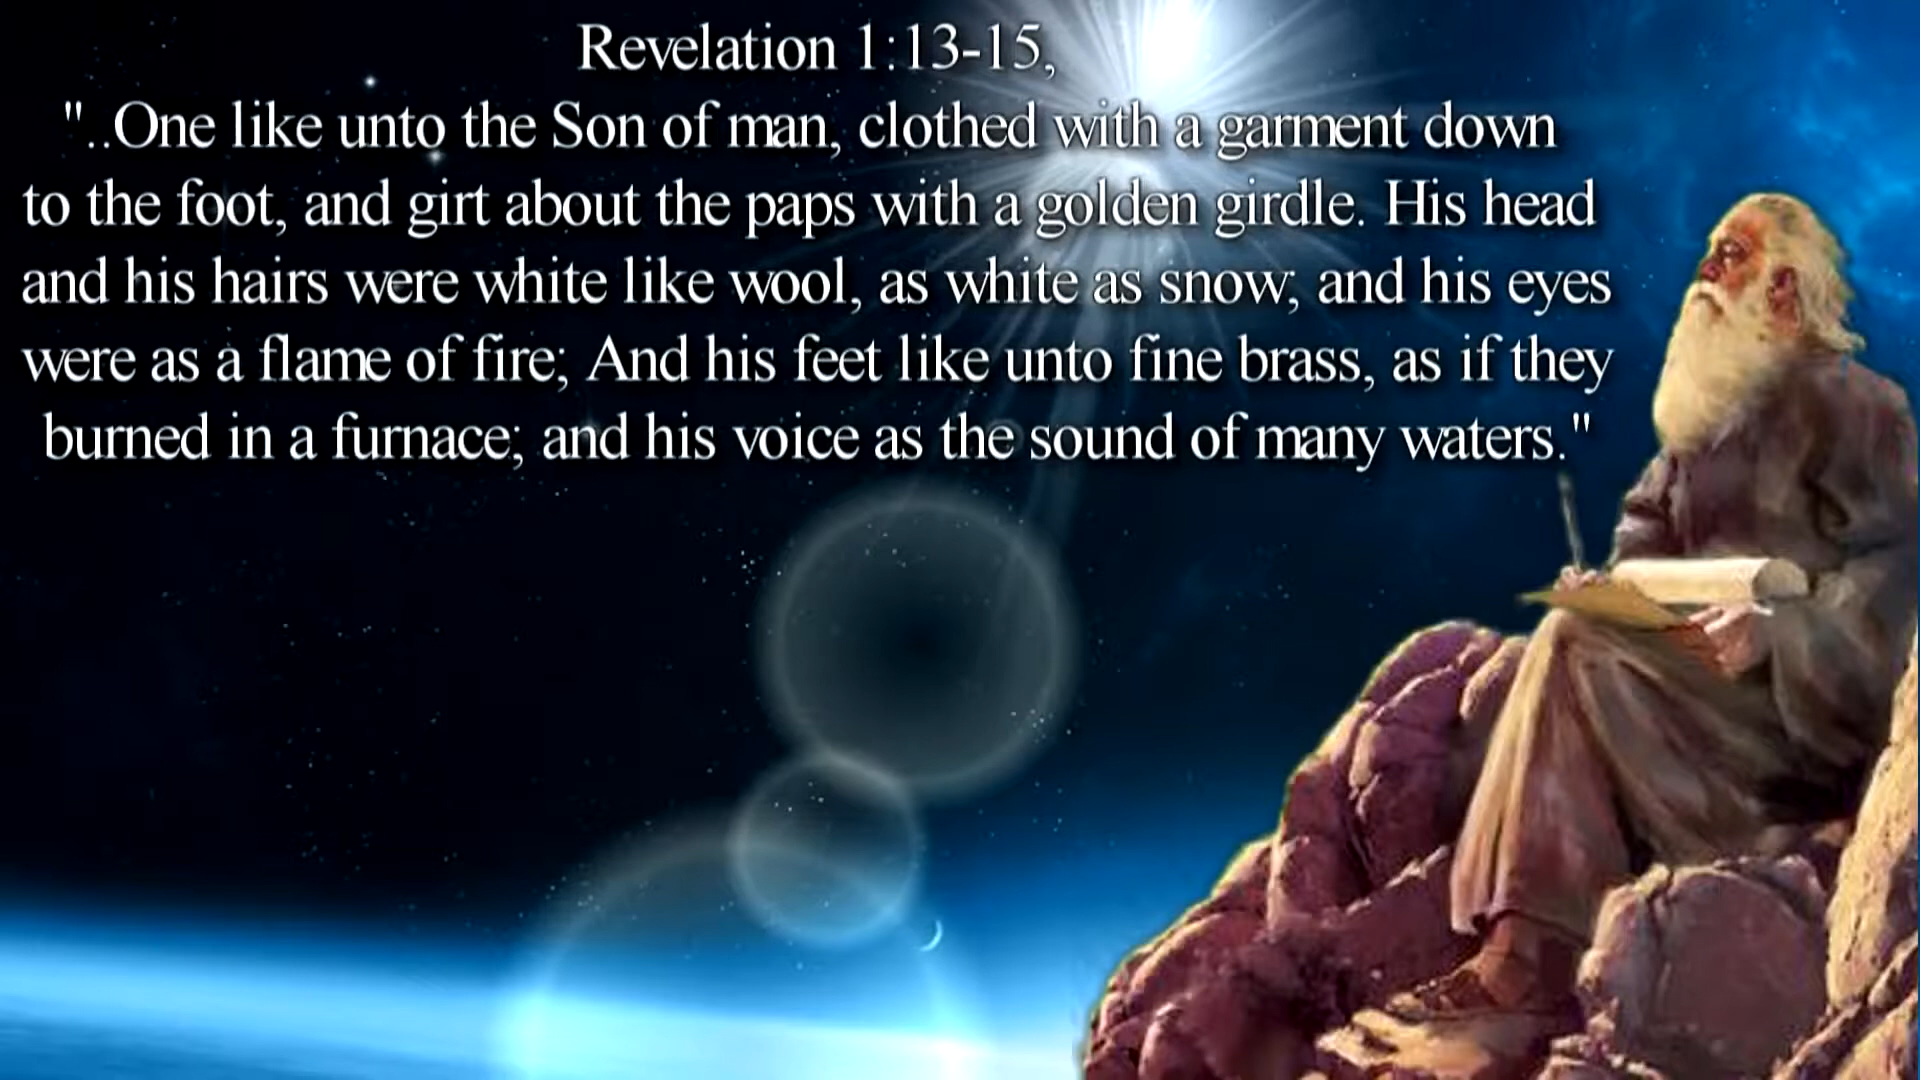 Revelation 1:13-15,
"..One like unto the Son of man, clothed with a garment down
to the foot, and girt about the paps with a golden girdle. His head
and his hairs were white like wool, as white as snow; and his eyes
were as a flame of fire; And his feet like unto fine brass, as if they
burned in a furnace; and his voice as the sound of many waters."